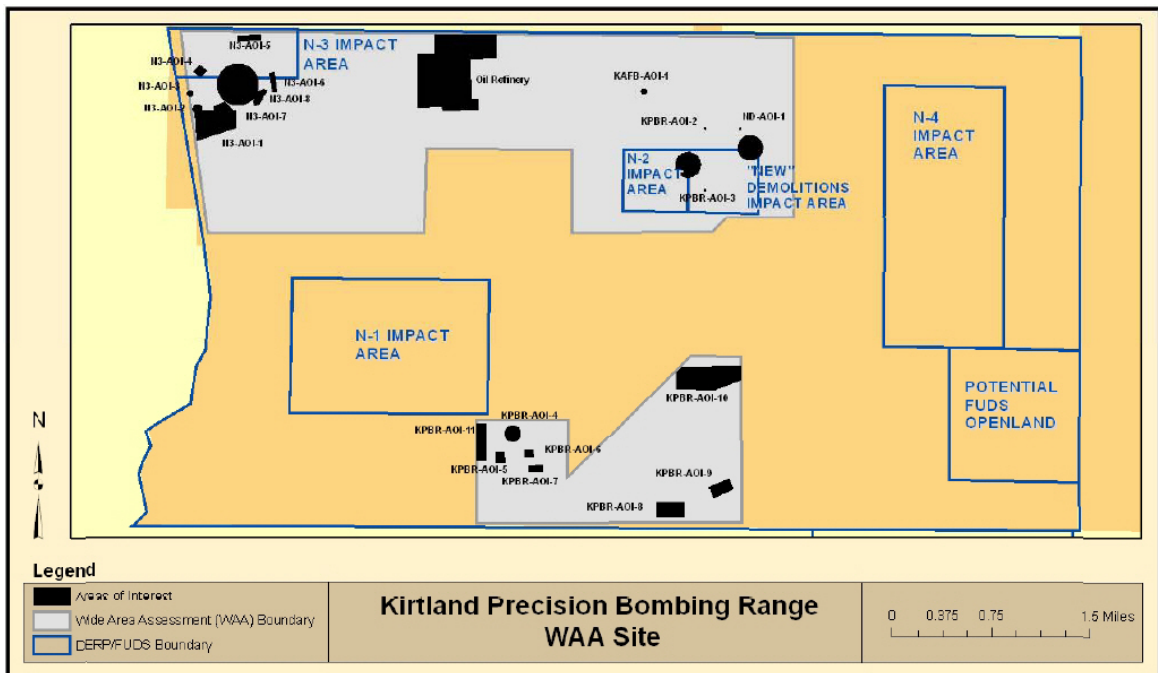 N3-AOI-5
N-3 IMPACT
AREA
N3-AOI-4
N3-AOI-3
N3-AOI-6
N3-AOI-8
N3-AOI-2
N3-AOI-7
N3-AOI-1
Oil Refinery
KAFB-AOI-1
KPBR-AOI-2
ND-AOI-1
N-2
IMPACT
AREA
KPBR-AOI-3
"NEW"
DEMOLITIONS
IMPACT AREA
N-4
IMPACT
AREA
N-1 IMPACT
AREA
POTENTIAL
FUDS
OPENLAND
KPBR-AOI-10
KPBR-AOI-4
KPBR-AOI-11
KPBR-AOI-6
KPBR-AOI-5
KPBR-AOI-7
KPBR-AOI-9
KPBR-AOI-8
N
Legend
Areas of Interest
Wide Area Assessment (WAA) Boundary
DERP/FUDS Boundary
Kirtland Precision Bombing Range
WAA Site
0 0.375 0.75 1.5 Miles